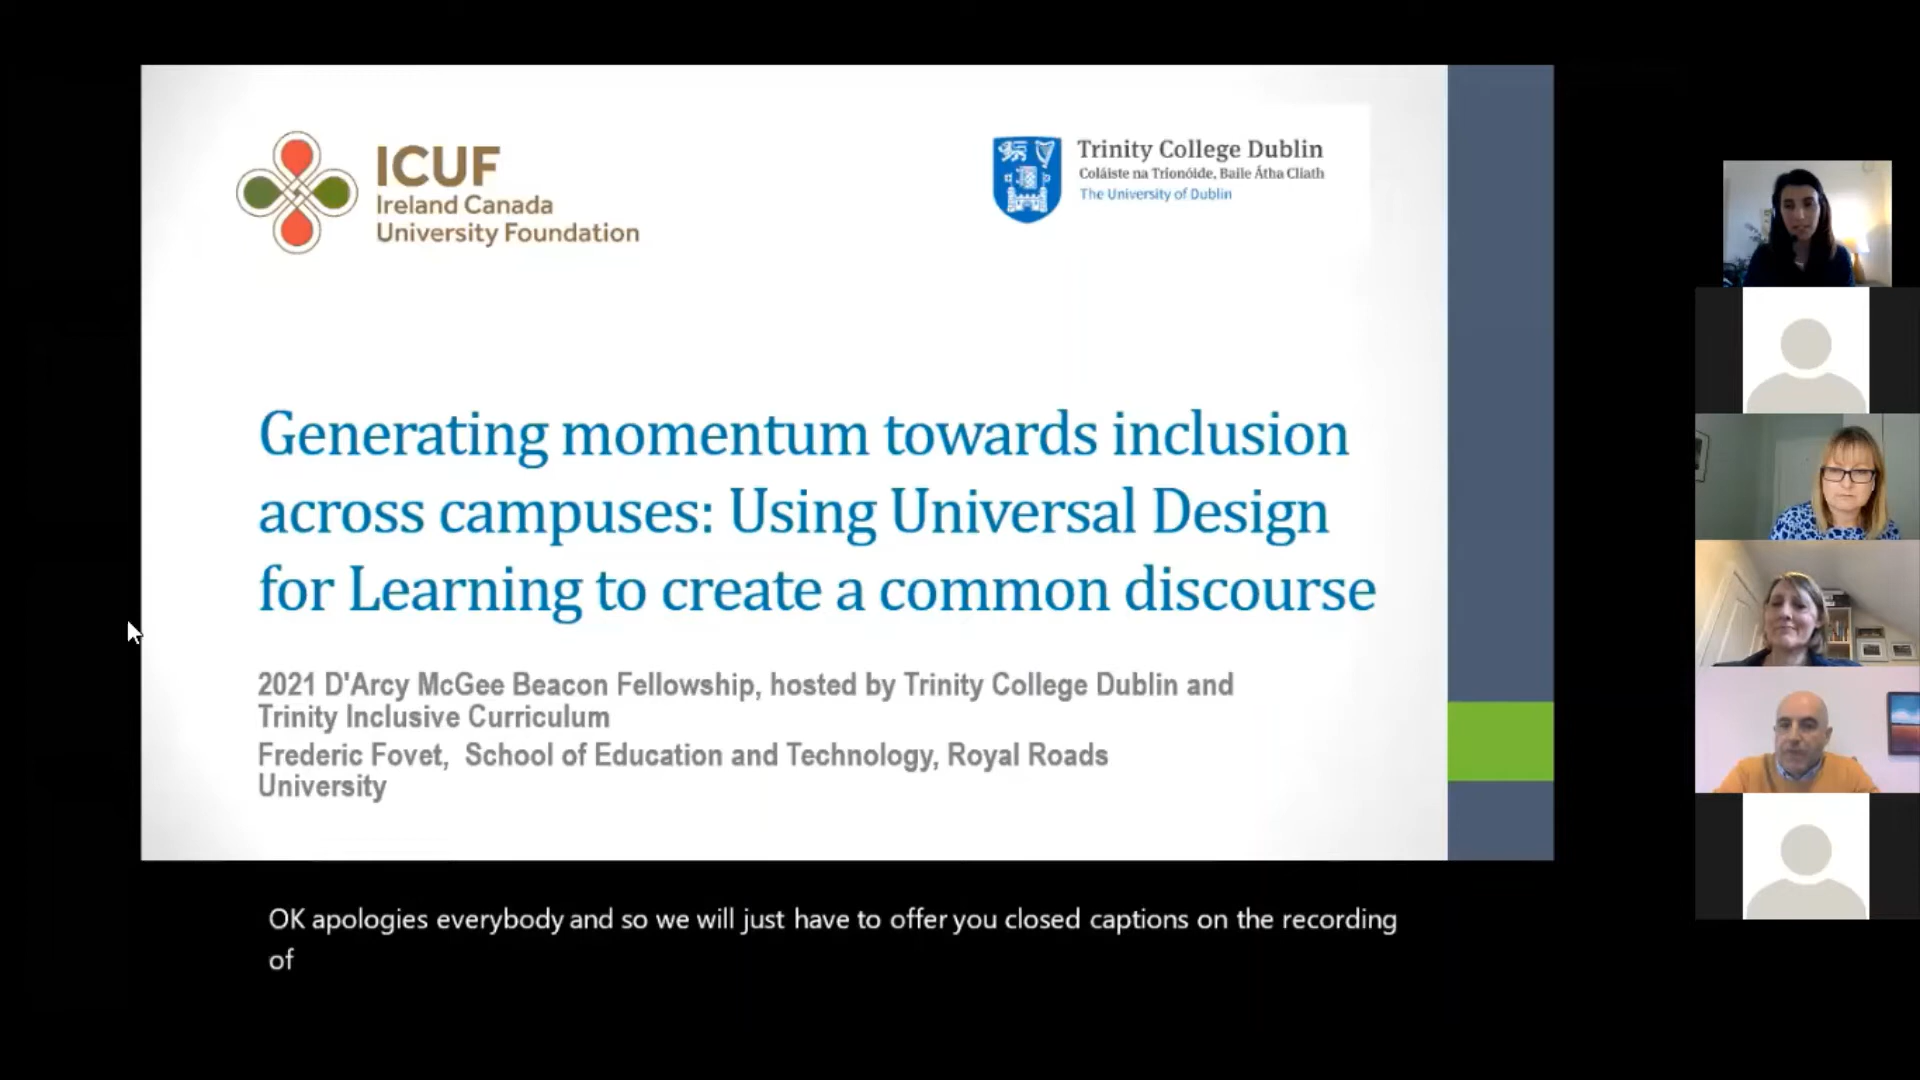 ICUF
Ireland Canada
University Foundation
Trinity College Dublin
Coláiste na Tríonóide, Baile Átha Cliath
The University of Dublin
Generating momentum towards inclusion
across campuses: Using Universal Design
for Learning to create a common discourse
2021 D'Arcy McGee Beacon Fellowship, hosted by Trinity College Dublin and
Trinity Inclusive Curriculum
Frederic Fovet,  School of Education and Technology, Royal Roads
University
OK apologies everybody and so we will just have to offer you closed captions on the recording
of